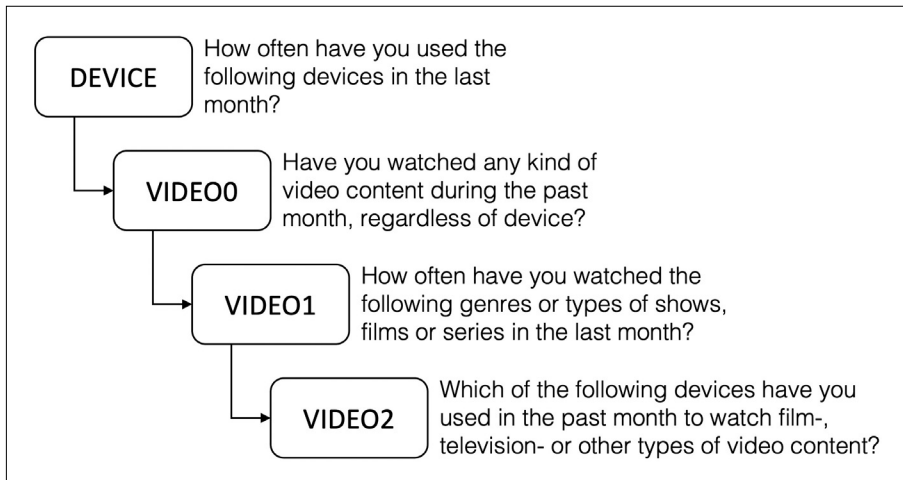 DEVICE
How often have you used the
following devices in the last
month?
VIDEO0
Have you watched any kind of
video content during the past
month, regardless of device?
VIDEO1
How often have you watched the
following genres or types of shows,
films or series in the last month?
VIDEO2
Which of the following devices have you
used in the past month to watch film-,
television- or other types of video content?